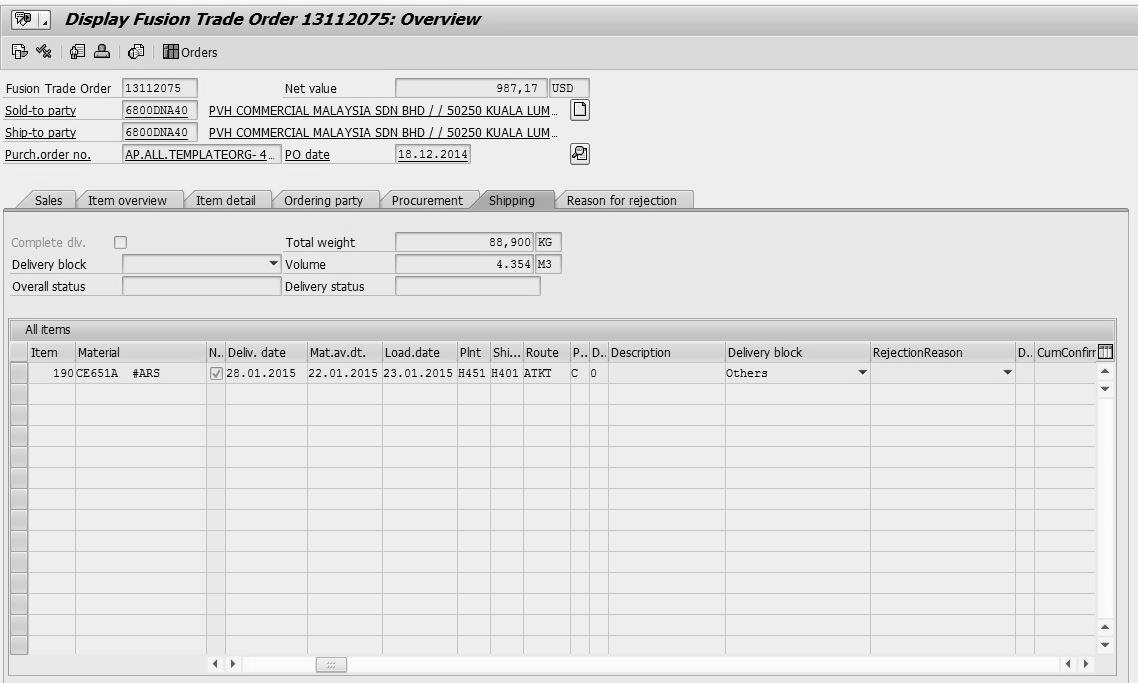 Display Fusion Trade Order 13112075: Overview
Orders
Fusion Trade Order 13112075 Net value 987,17 USD
Sold-to party 6800DNA40 PVH COMMERCIAL MALAYSIA SDN BHD / / 50250 KUALA LUM...
Ship-to party 6800DNA40 PVH COMMERCIAL MALAYSIA SDN BHD / / 50250 KUALA LUM...
Purch.order no. AP.ALL.TEMPLATEORG- 4... PO date 18.12.2014
Sales Item overview Item detail Ordering party Procurement Shipping Reason for rejection
Complete dlv. Total weight 88,900 KG
Delivery block Volume 4.354 M3
Overall status Delivery status
All items
Item Material N.. Deliv. date Mat.av.dt. Load.date Plnt Shi... Route P.. D.. Description Delivery block RejectionReason D.. CumConfirr
190 CE651A #ARS 28.01.2015 22.01.2015 23.01.2015 H451 H401 ATKT C 0 Others